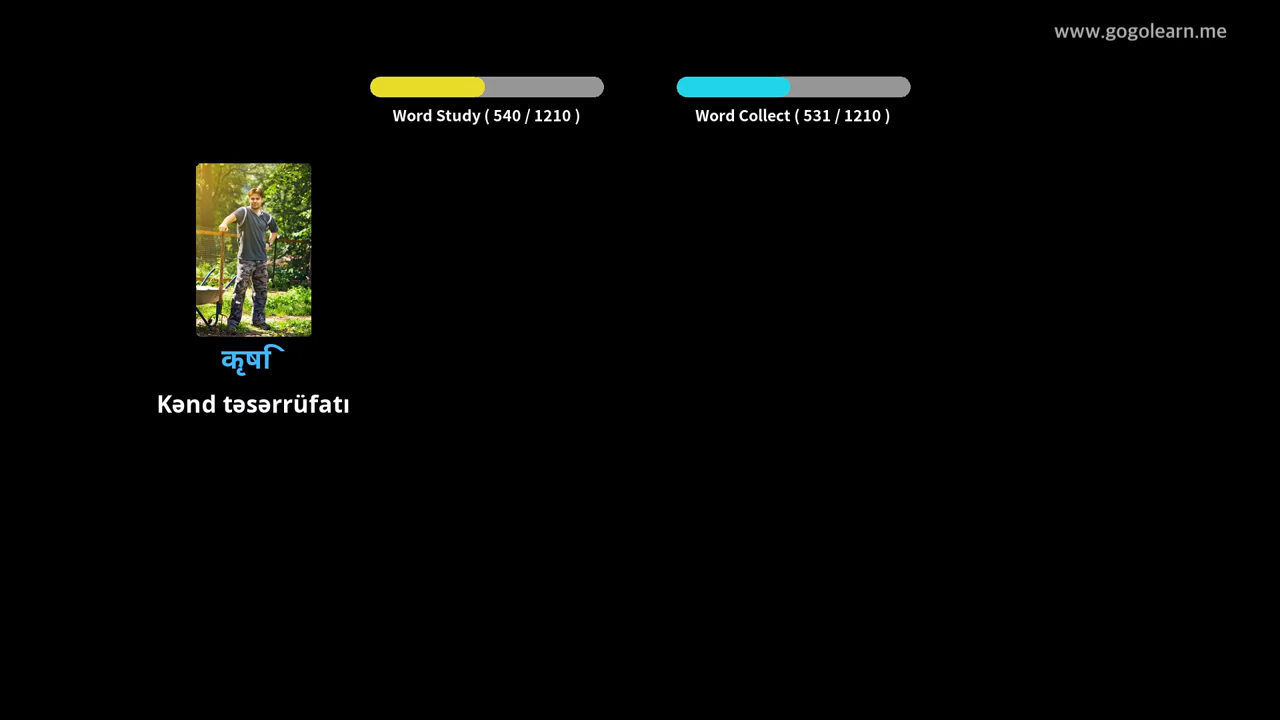 www.gogolearn.me
Word Study ( 540 / 1210 )
Word Collect ( 531 / 1210 )
कृषि
Kənd təsərrüfatı